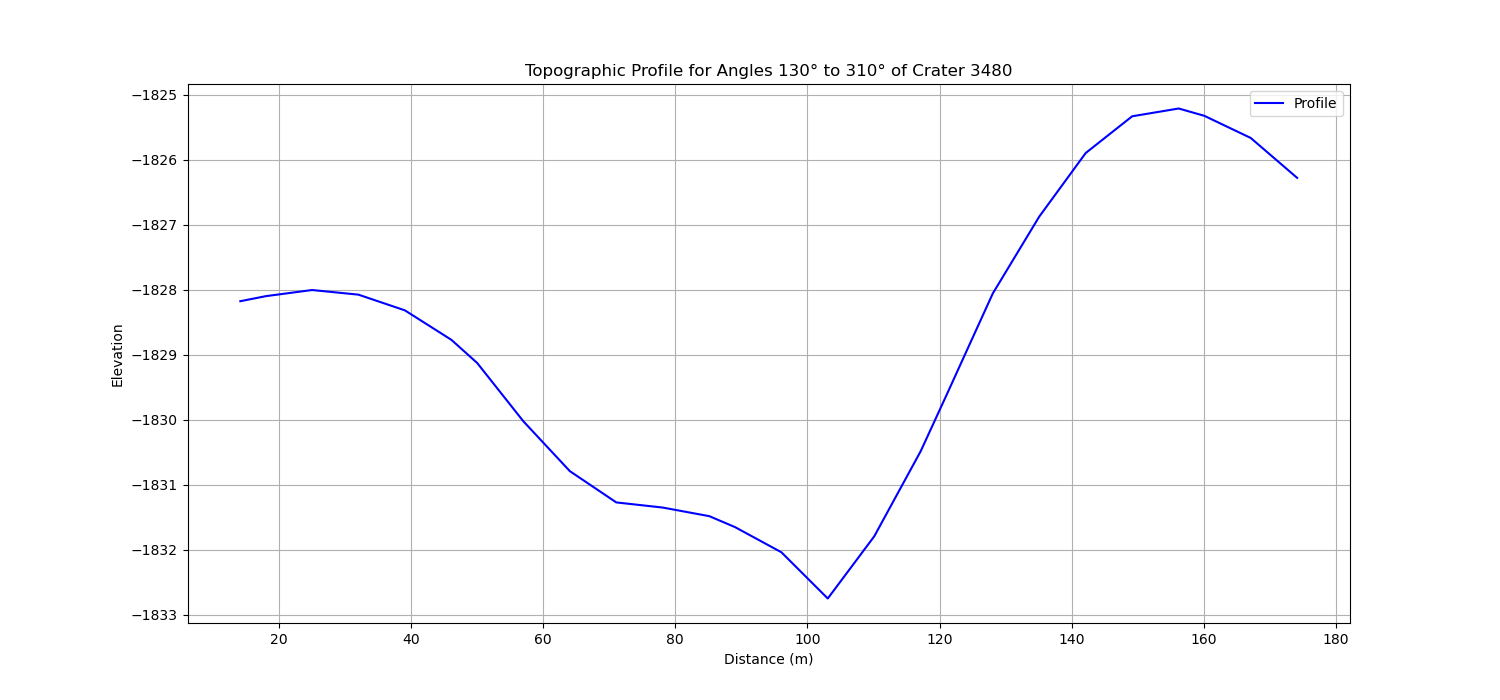 Topographic Profile for Angles 130° to 310° of Crater 3480
Profile
−1825
−1826
−1827
−1828
−1829
−1830
−1831
−1832
−1833
Elevation
20 40 60 80 100 120 140 160 180
Distance (m)